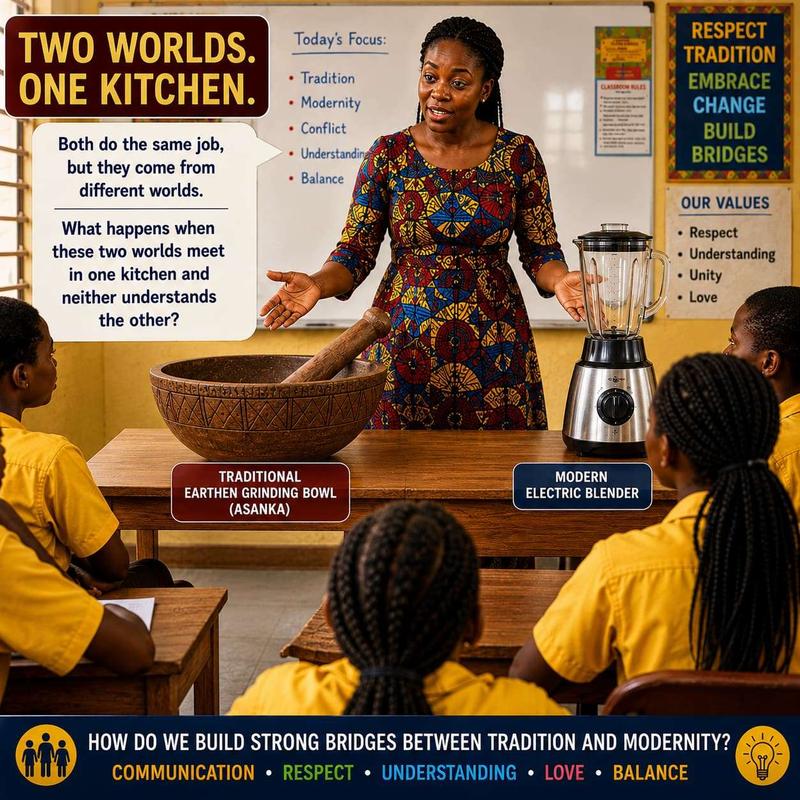 TWO WORLDS.
ONE KITCHEN.
Both do the same job,
but they come from
different worlds.
What happens when
these two worlds meet
in one kitchen and
neither understands
the other?
Today's Focus:
• Tradition
• Modernity
• Conflict
• Understanding
• Balance
CLASSROOM RULES
RESPECT
TRADITION
EMBRACE
CHANGE
BUILD
BRIDGES
OUR VALUES
• Respect
• Understanding
• Unity
• Love
TRADITIONAL
EARTHEN GRINDING BOWL
(ASANKA)
MODERN
ELECTRIC BLENDER
HOW DO WE BUILD STRONG BRIDGES BETWEEN TRADITION AND MODERNITY?
COMMUNICATION • RESPECT • UNDERSTANDING • LOVE • BALANCE